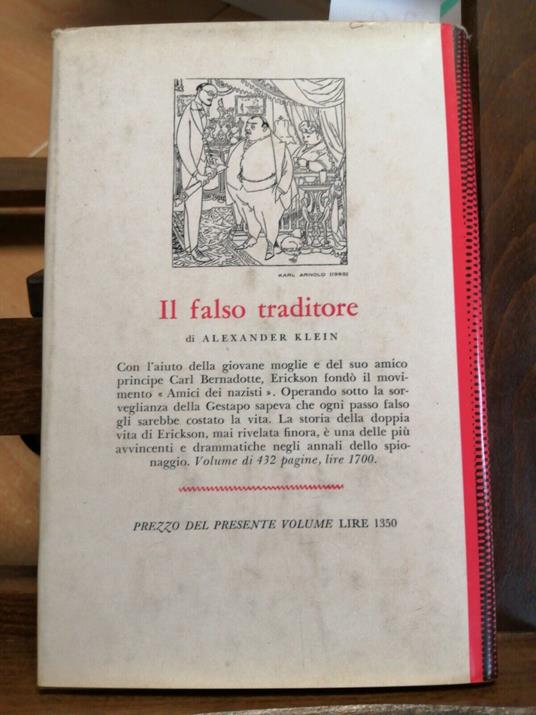 KARL ARNOLD (1923)
Il falso traditore
di ALEXANDER KLEIN
Con l'aiuto della giovane moglie e del suo amico
principe Carl Bernadotte, Erickson fondò il movi-
mento « Amici dei nazisti ». Operando sotto la sor-
veglianza della Gestapo sapeva che ogni passo falso
gli sarebbe costato la vita. La storia della doppia
vita di Erickson, mai rivelata finora, è una delle più
avvincenti e drammatiche negli annali dello spio-
naggio. Volume di 432 pagine, lire 1700.
PREZZO DEL PRESENTE VOLUME LIRE 1350